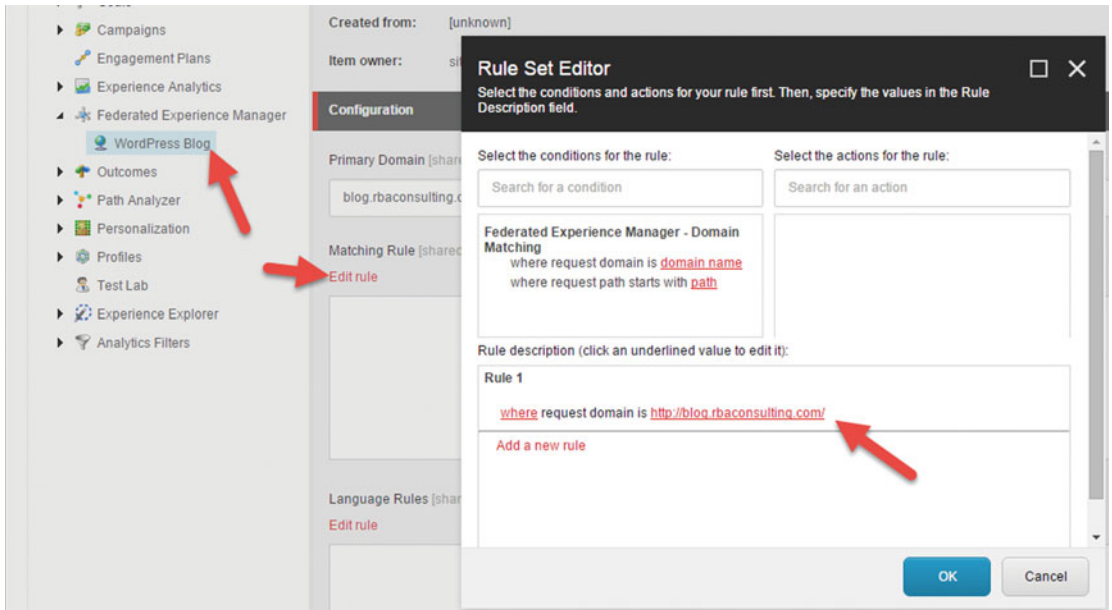 Campaigns
Engagement Plans
Experience Analytics
Federated Experience Manager
WordPress Blog
Outcomes
Path Analyzer
Personalization
Profiles
Test Lab
Experience Explorer
Analytics Filters
Created from: [unknown]
Item owner:
Configuration
Primary Domain
blog.rbaconsulting.c
Matching Rule [shared
Edit rule
Language Rules
Edit rule
Rule Set Editor
Select the conditions and actions for your rule first. Then, specify the values in the Rule
Description field.
Select the conditions for the rule:
Search for a condition
Federated Experience Manager - Domain
Matching
where request domain is domain name
where request path starts with path
Select the actions for the rule:
Search for an action
Rule description (click an underlined value to edit it):
Rule 1
where request domain is http://blog.rbaconsulting.com/
Add a new rule
OK
Cancel